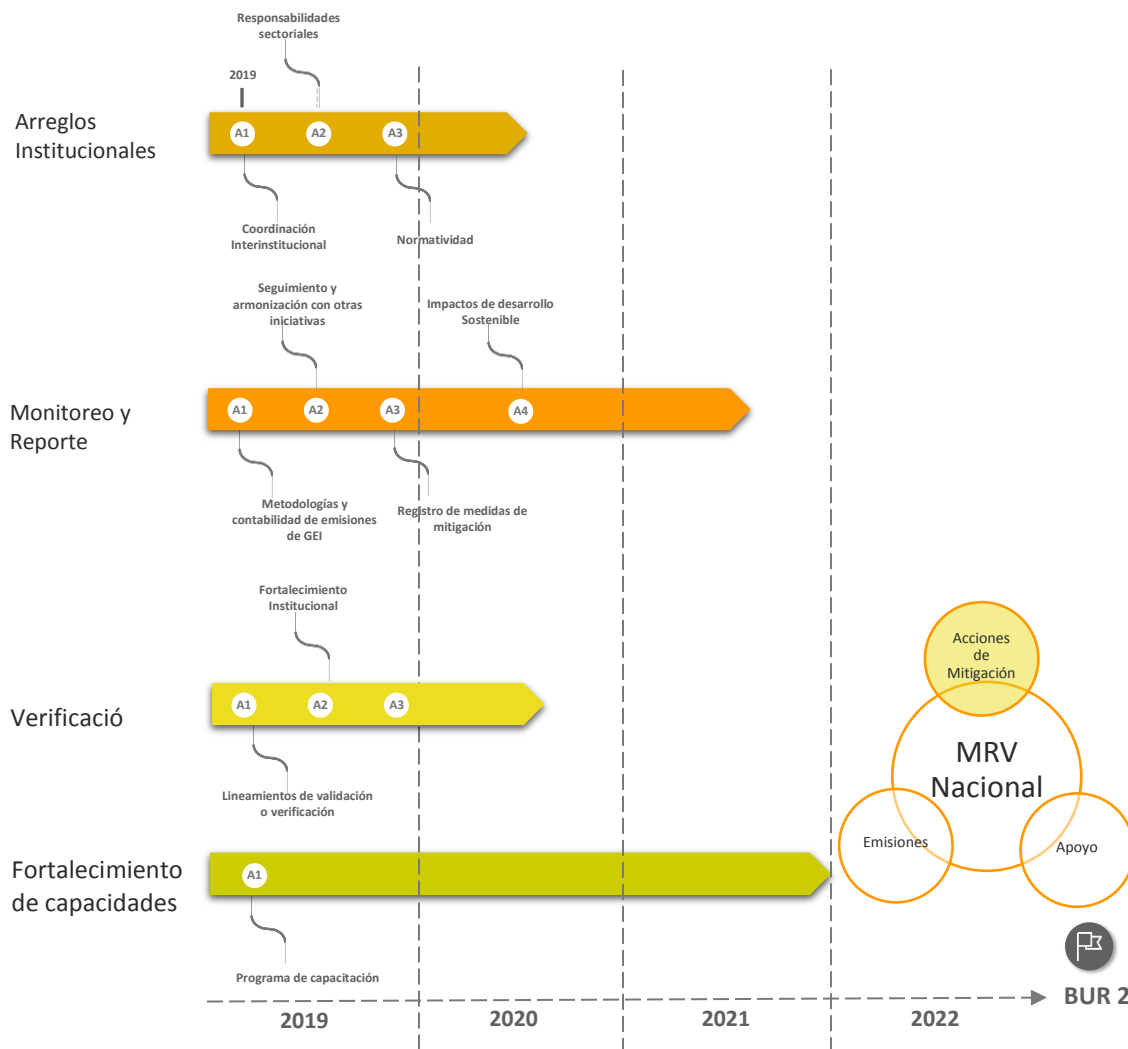 Responsabilidades
sectoriales
2019
Arreglos
Institucionales
A1
A2
A3
Coordinación
Interinstitucional
Normatividad
Seguimiento y
armonización con otras
iniciativas
Impactos de desarrollo
Sostenible
Monitoreo y
Reporte
A1
A2
A3
A4
Metodologías y
contabilidad de emisiones
de GEI
Registro de medidas de
mitigación
Fortalecimiento
Institucional
Verificació
A1
A2
A3
Lineamientos de validación
o verificación
Acciones
de
Mitigación
MRV
Nacional
Emisiones
Apoyo
Fortalecimiento
de capacidades
A1
Programa de capacitación
BUR 2
2019
2020
2021
2022